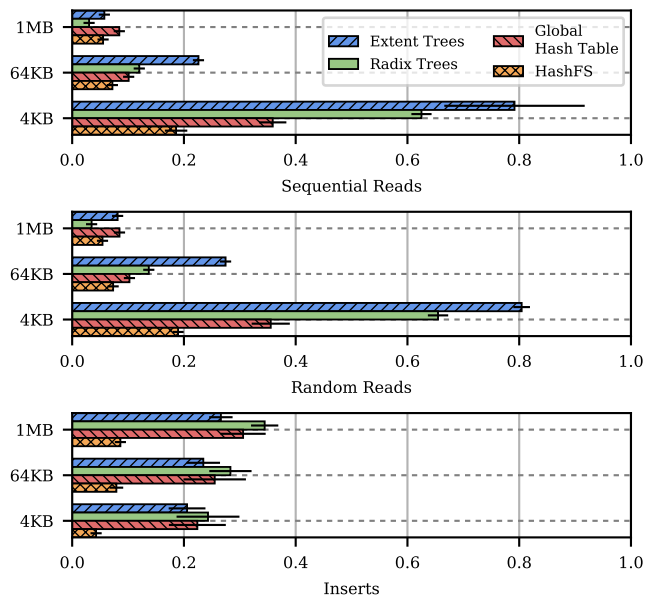 1MB
64KB
4KB
Extent Trees
Radix Trees
Global
Hash Table
HashFS
0.0 0.2 0.4 0.6 0.8 1.0
Sequential Reads
1MB
64KB
4KB
0.0 0.2 0.4 0.6 0.8 1.0
Random Reads
1MB
64KB
4KB
0.0 0.2 0.4 0.6 0.8 1.0
Inserts